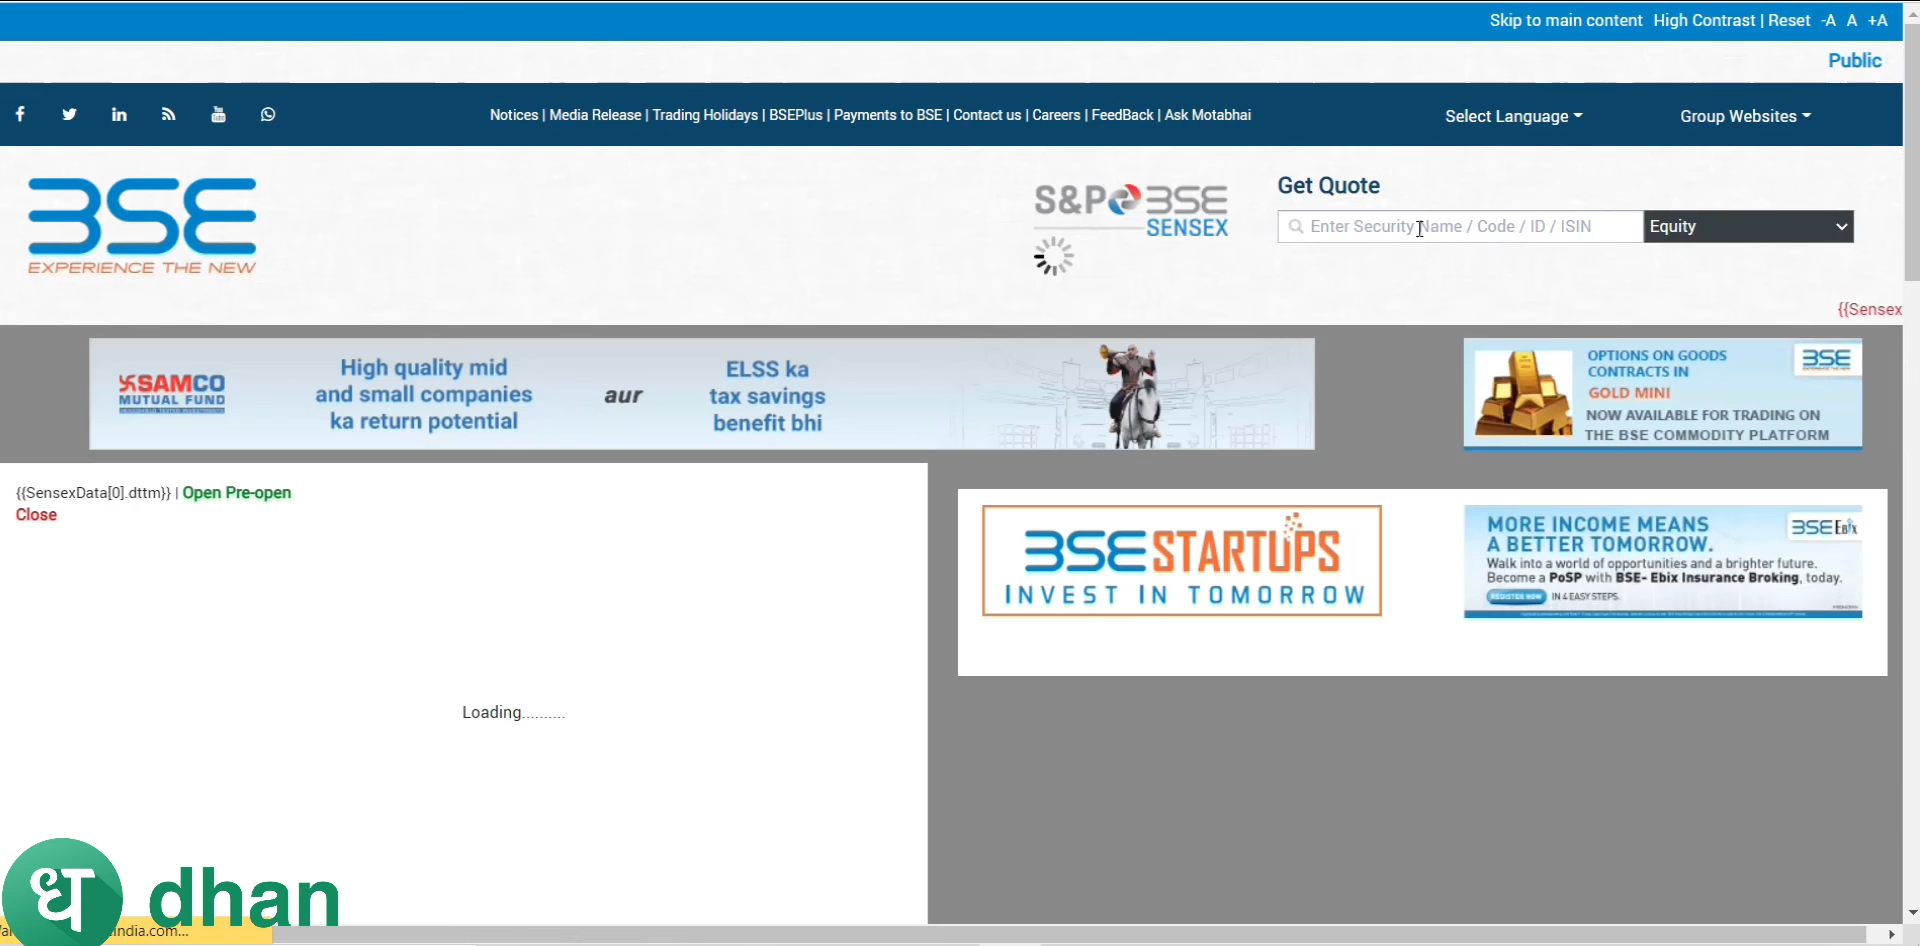 Skip to main content High Contrast | Reset -A A +A
Public
Notices | Media Release | Trading Holidays | BSEPlus | Payments to BSE | Contact us | Careers | FeedBack | Ask Motabhai
Select Language
Group Websites
BSE
EXPERIENCE THE NEW
S&P BSE
SENSEX
Get Quote
Enter Security Name / Code / ID / ISIN
Equity
{{Sensex
SAMCO
MUTUAL FUND
High quality mid
and small companies
ka return potential
aur
ELSS ka
tax savings
benefit bhi
OPTIONS ON GOODS
CONTRACTS IN
GOLD MINI
NOW AVAILABLE FOR TRADING ON
THE BSE COMMODITY PLATFORM
BSE
{{SensexData[0].dttm}} | Open Pre-open
Close
BSE STARTUPS
INVEST IN TOMORROW
MORE INCOME MEANS
A BETTER TOMORROW.
BSE Ebix
Walk into a world of opportunities and a brighter future.
Become a PoSP with BSE- Ebix Insurance Broking, today.
REGISTER NOW IN 4 EASY STEPS.
Loading..........
ध dhan
india.com...